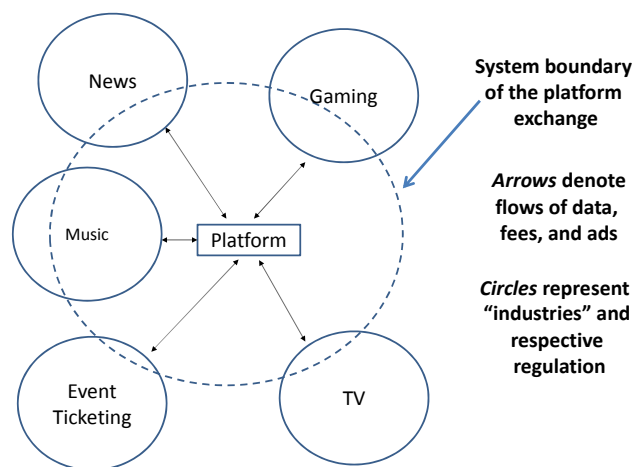 News
Gaming
Music
Platform
Event
Ticketing
TV
System boundary
of the platform
exchange
Arrows denote
flows of data,
fees, and ads
Circles represent
“industries” and
respective
regulation